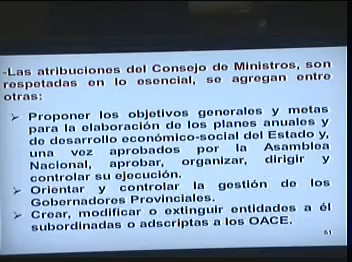 -Las atribuciones del Consejo de Ministros, son
respetadas en lo esencial, se agregan entre
otras:
➢ Proponer los objetivos generales y metas
para la elaboración de los planes anuales y
de desarrollo económico-social del Estado y,
una vez aprobados por la Asamblea
Nacional, aprobar, organizar, dirigir y
controlar su ejecución.
➢ Orientar y controlar la gestión de los
Gobernadores Provinciales.
➢ Crear, modificar o extinguir entidades a él
subordinadas o adscriptas a los OACE.
51